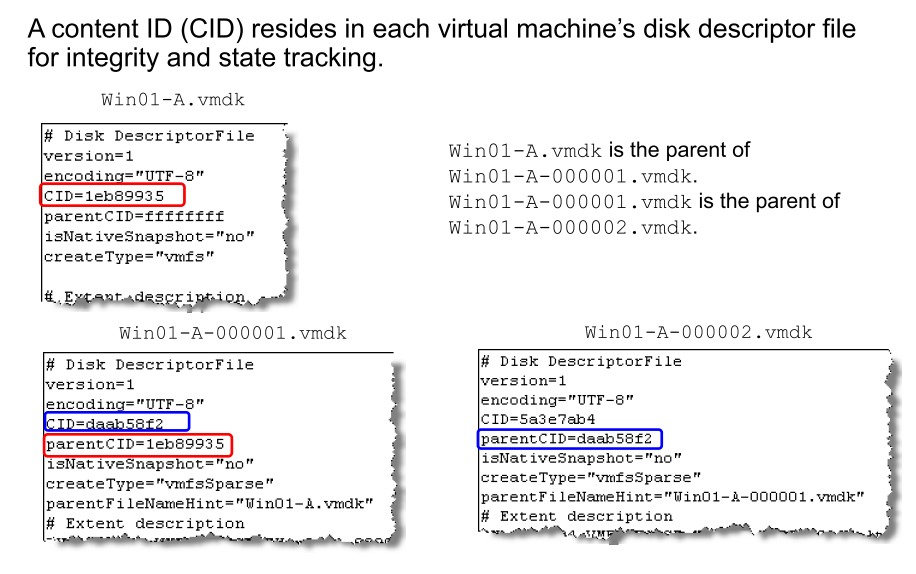 A content ID (CID) resides in each virtual machine’s disk descriptor file
for integrity and state tracking.
Win01-A.vmdk
# Disk DescriptorFile
version=1
encoding="UTF-8"
CID=1eb89935
parentCID=ffffffff
isNativeSnapshot="no"
createType="vmfs"
# Extent description
Win01-A.vmdk is the parent of
Win01-A-000001.vmdk.
Win01-A-000001.vmdk is the parent of
Win01-A-000002.vmdk.
Win01-A-000001.vmdk
# Disk DescriptorFile
version=1
encoding="UTF-8"
CID=daab58f2
parentCID=1eb89935
isNativeSnapshot="no"
createType="vmfsSparse"
parentFileNameHint="Win01-A.vmdk"
# Extent description
Win01-A-000002.vmdk
# Disk DescriptorFile
version=1
encoding="UTF-8"
CID=5a3e7ab4
parentCID=daab58f2
isNativeSnapshot="no"
createType="vmfsSparse"
parentFileNameHint="Win01-A-000001.vmdk"
# Extent description